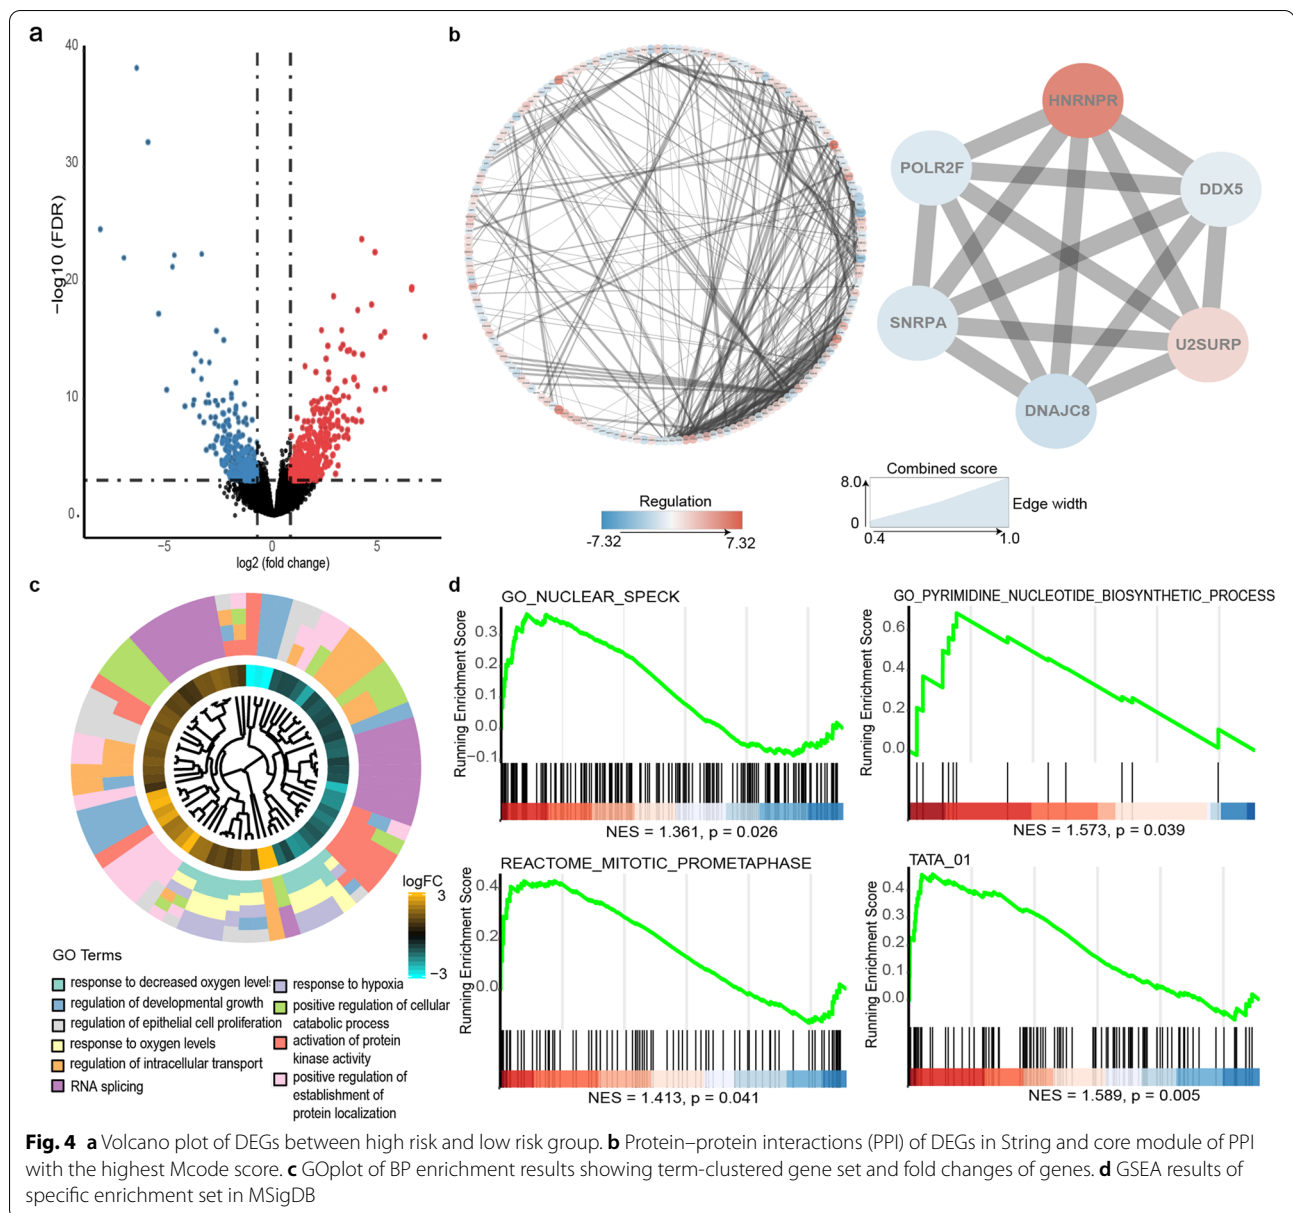 a
40
30
20
10
0
−log10 (FDR)
−5
0
5
log2 (fold change)
b
HNRNPR
POLR2F
DDX5
SNRPA
U2SURP
DNAJC8
Regulation
-7.32
7.32
Combined score
8.0
0
Edge width
0.4
1.0
c
logFC
3
−3
GO Terms
response to decreased oxygen levels
regulation of developmental growth
regulation of epithelial cell proliferation
response to oxygen levels
regulation of intracellular transport
RNA splicing
response to hypoxia
positive regulation of cellular
catabolic process
activation of protein
kinase activity
positive regulation of
establishment of
protein localization
d
GO_NUCLEAR_SPECK
Running Enrichment Score
0.3
0.2
0.1
0.0
−0.1
NES = 1.361, p = 0.026
GO_PYRIMIDINE_NUCLEOTIDE_BIOSYNTHETIC_PROCESS
Running Enrichment Score
0.6
0.4
0.2
0.0
NES = 1.573, p = 0.039
REACTOME_MITOTIC_PROMETAPHASE
Running Enrichment Score
0.4
0.2
0.0
NES = 1.413, p = 0.041
TATA_01
Running Enrichment Score
0.4
0.3
0.2
0.1
0.0
NES = 1.589, p = 0.005
Fig. 4 a Volcano plot of DEGs between high risk and low risk group. b Protein–protein interactions (PPI) of DEGs in String and core module of PPI
with the highest Mcode score. c GOplot of BP enrichment results showing term-clustered gene set and fold changes of genes. d GSEA results of
specific enrichment set in MSigDB